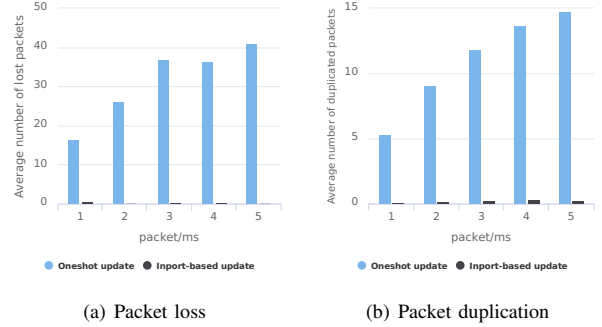 Average number of lost packets
50
40
30
20
10
0
1 2 3 4 5
packet/ms
Oneshot update Inport-based update
(a) Packet loss
Average number of duplicated packets
15
10
5
0
1 2 3 4 5
packet/ms
Oneshot update Inport-based update
(b) Packet duplication